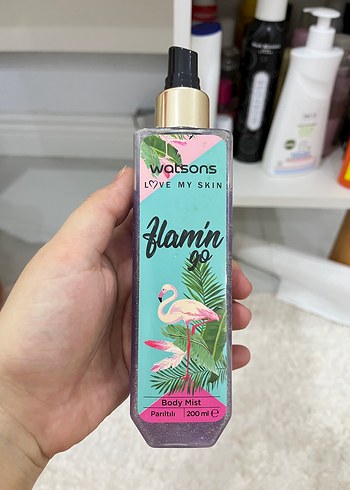 watsons
LOVE MY SKIN
flam'n
go
Body Mist
Parıltılı 200 ml ℮